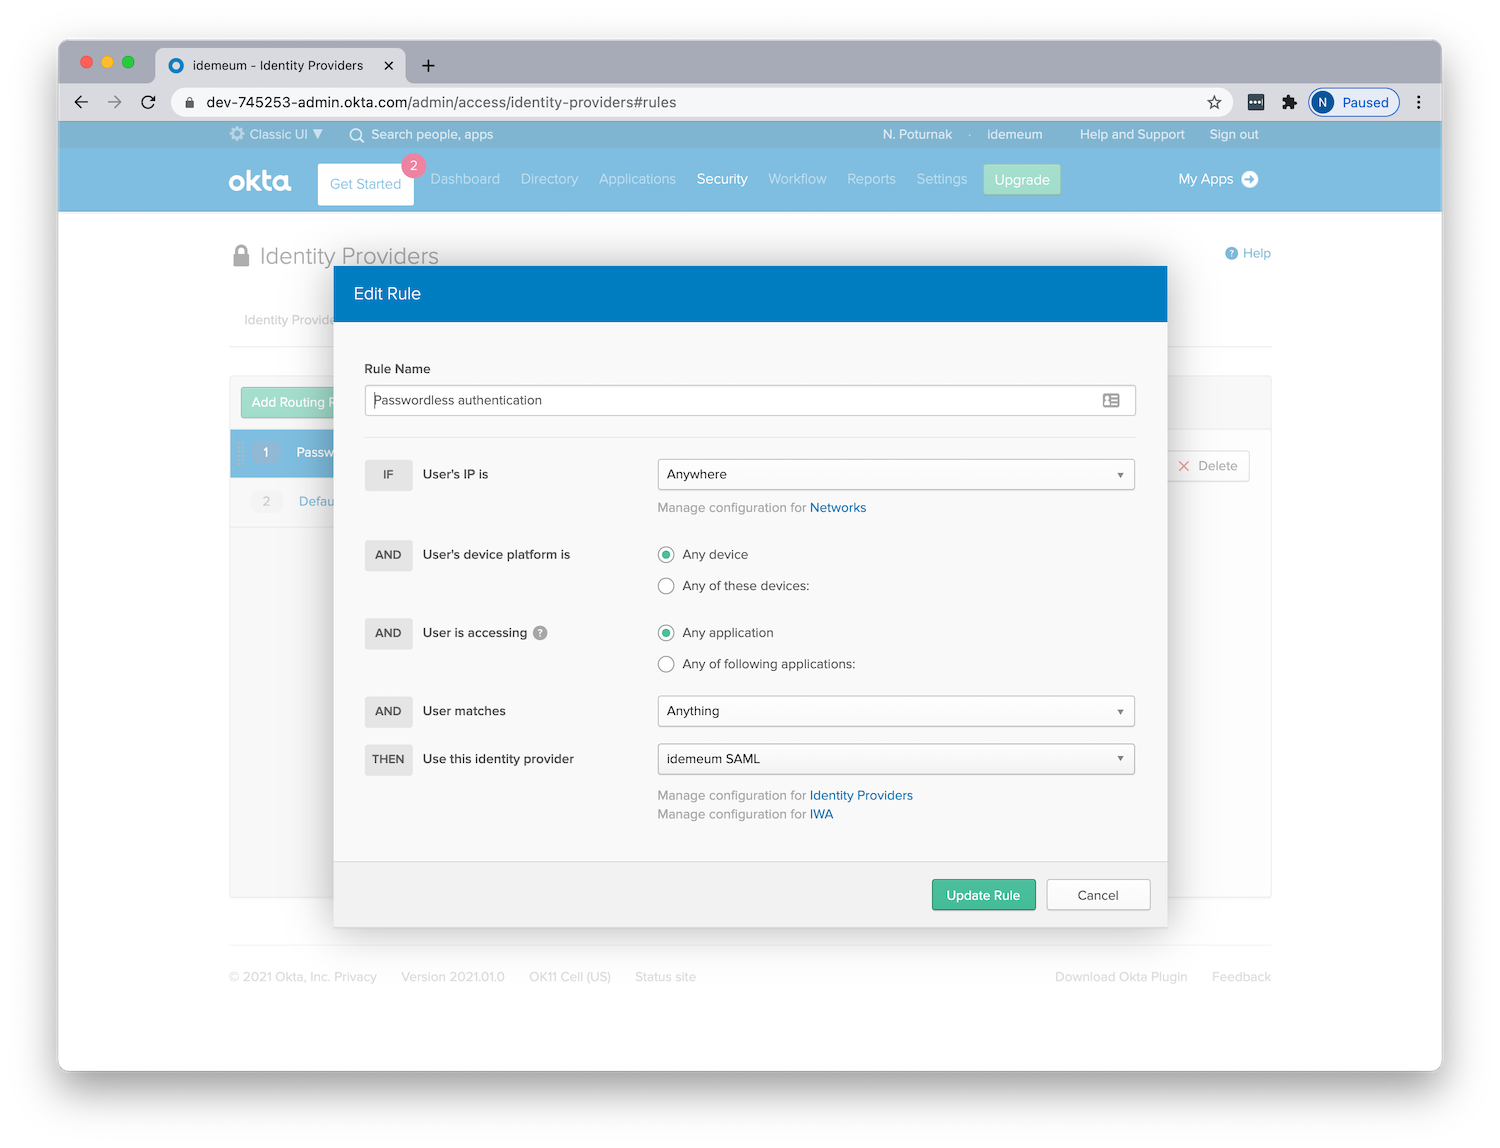 idemeum - Identity Providers
dev-745253-admin.okta.com/admin/access/identity-providers#rules
N Paused
Classic UI Search people, apps N. Poturnak · idemeum Help and Support Sign out
okta Get Started 2 Dashboard Directory Applications Security Workflow Reports Settings Upgrade My Apps
Identity Providers Help
Edit Rule
Identity Provide
Rule Name
Add Routing R Passwordless authentication
1 Passw IF User's IP is Anywhere Delete
2 Defau Manage configuration for Networks
AND User's device platform is Any device
Any of these devices:
AND User is accessing ? Any application
Any of following applications:
AND User matches Anything
THEN Use this identity provider idemeum SAML
Manage configuration for Identity Providers
Manage configuration for IWA
Update Rule Cancel
© 2021 Okta, Inc. Privacy Version 2021.01.0 OK11 Cell (US) Status site Download Okta Plugin Feedback